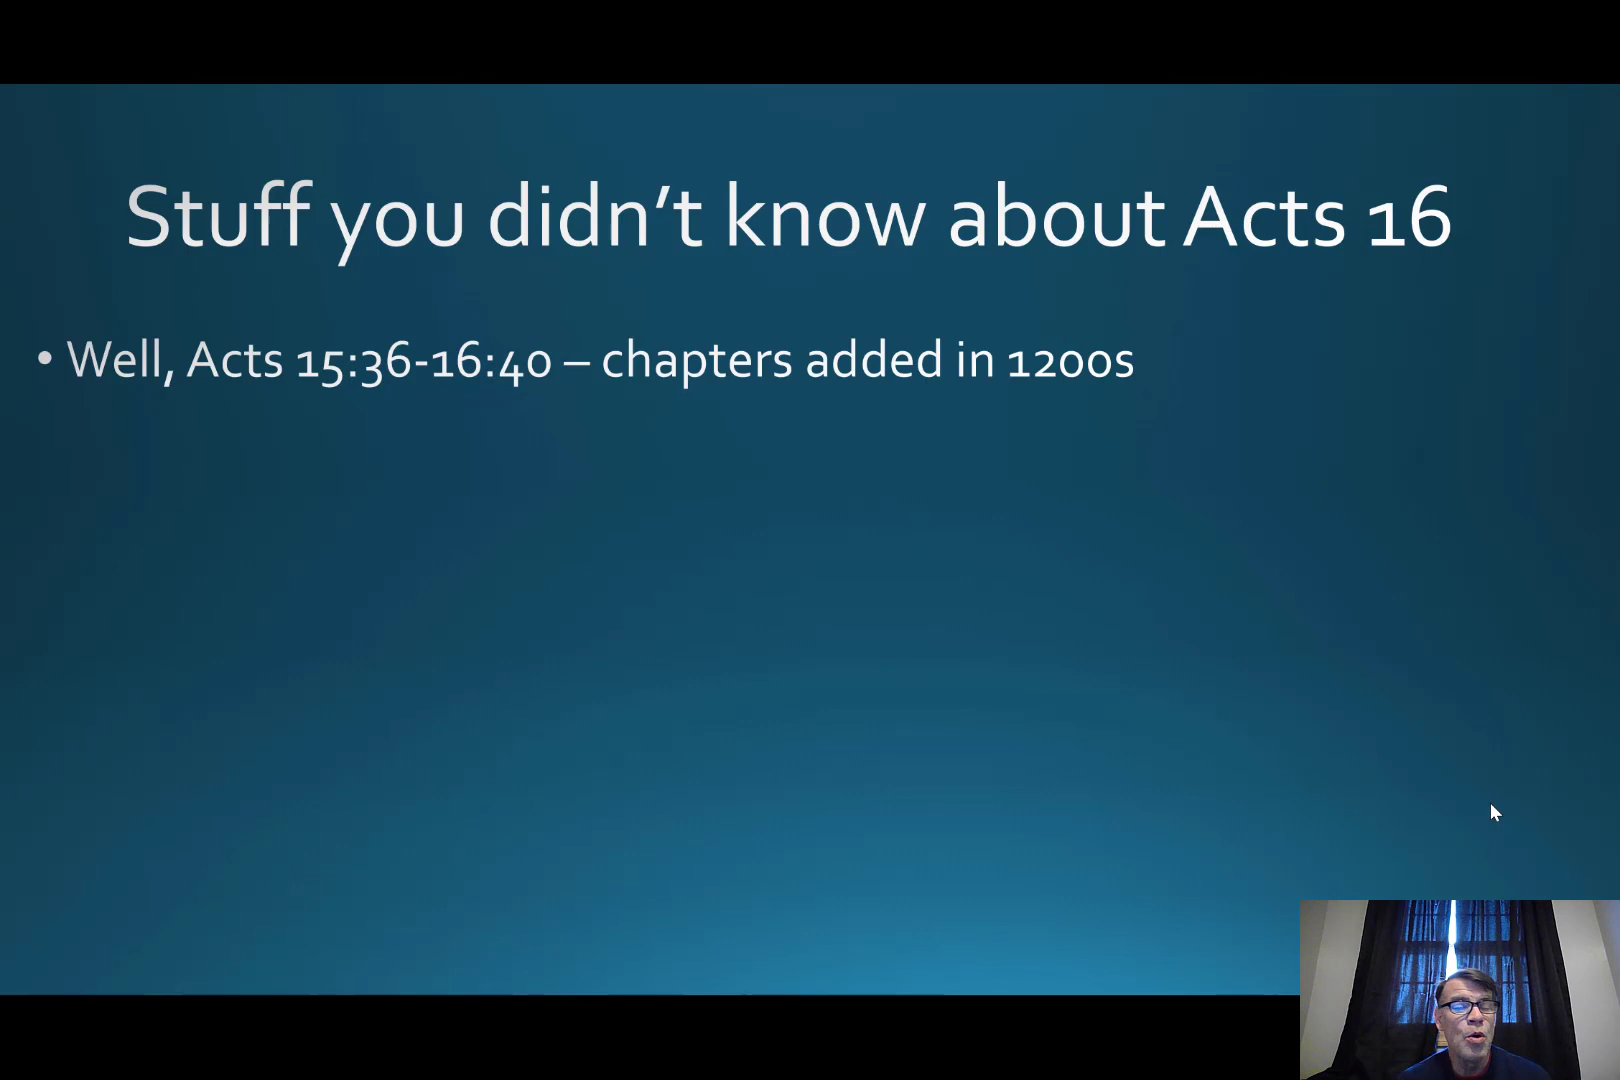 Stuff you didn’t know about Acts 16
• Well, Acts 15:36-16:40 – chapters added in 1200s